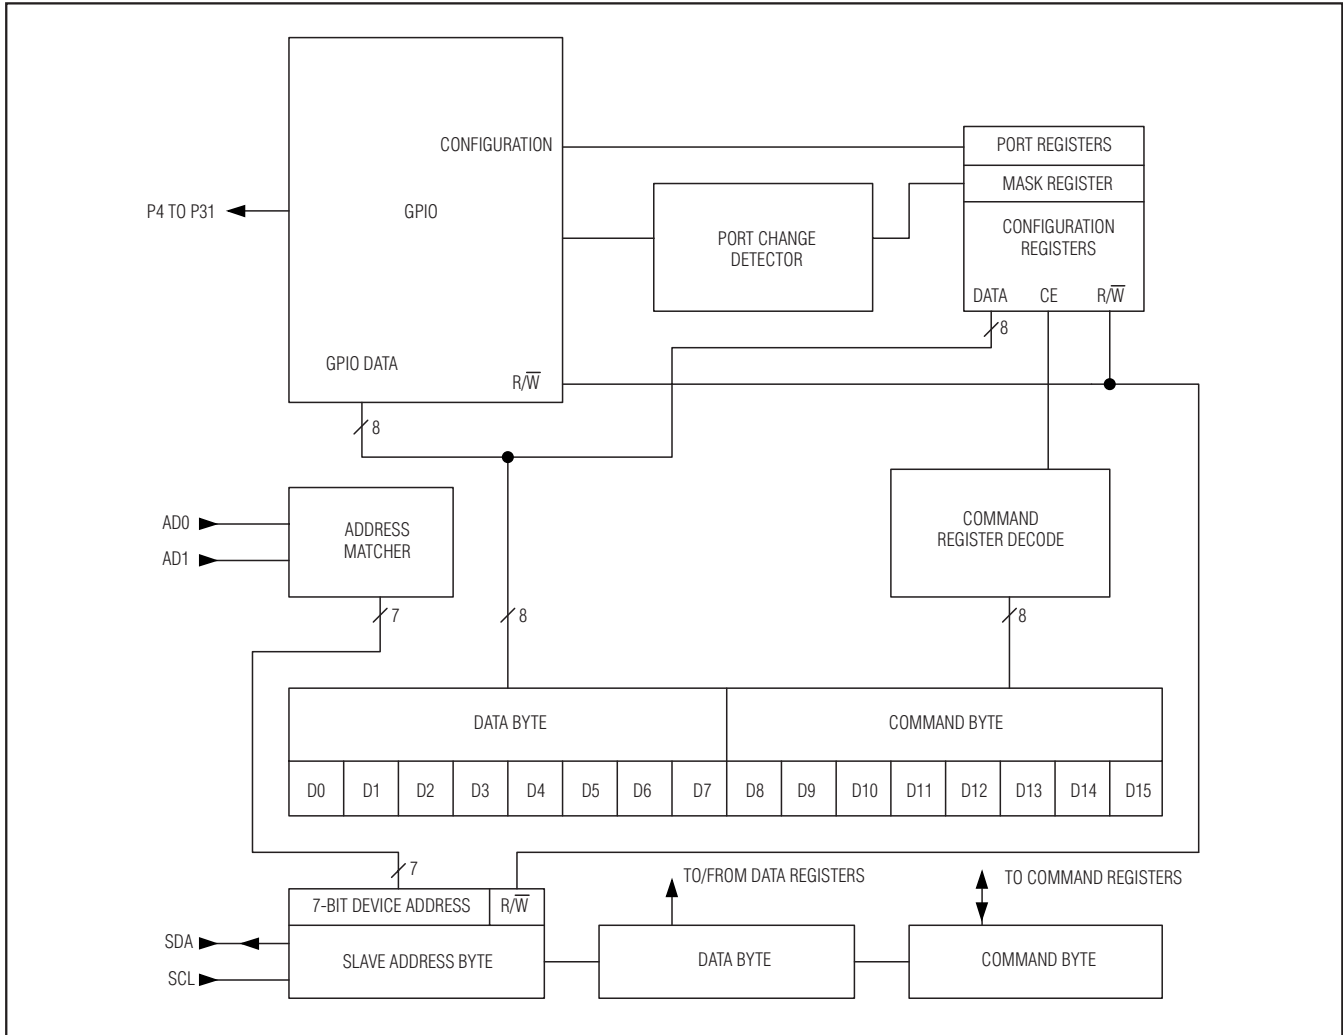 CONFIGURATION
PORT REGISTERS
MASK REGISTER
P4 TO P31
GPIO
PORT CHANGE
DETECTOR
CONFIGURATION
REGISTERS
DATA
CE
R/W̅
8
GPIO DATA
R/W̅
8
AD0
AD1
ADDRESS
MATCHER
COMMAND
REGISTER DECODE
7
8
8
DATA BYTE
COMMAND BYTE
D0
D1
D2
D3
D4
D5
D6
D7
D8
D9
D10
D11
D12
D13
D14
D15
7
TO/FROM DATA REGISTERS
TO COMMAND REGISTERS
7-BIT DEVICE ADDRESS
R/W̅
SDA
SCL
SLAVE ADDRESS BYTE
DATA BYTE
COMMAND BYTE